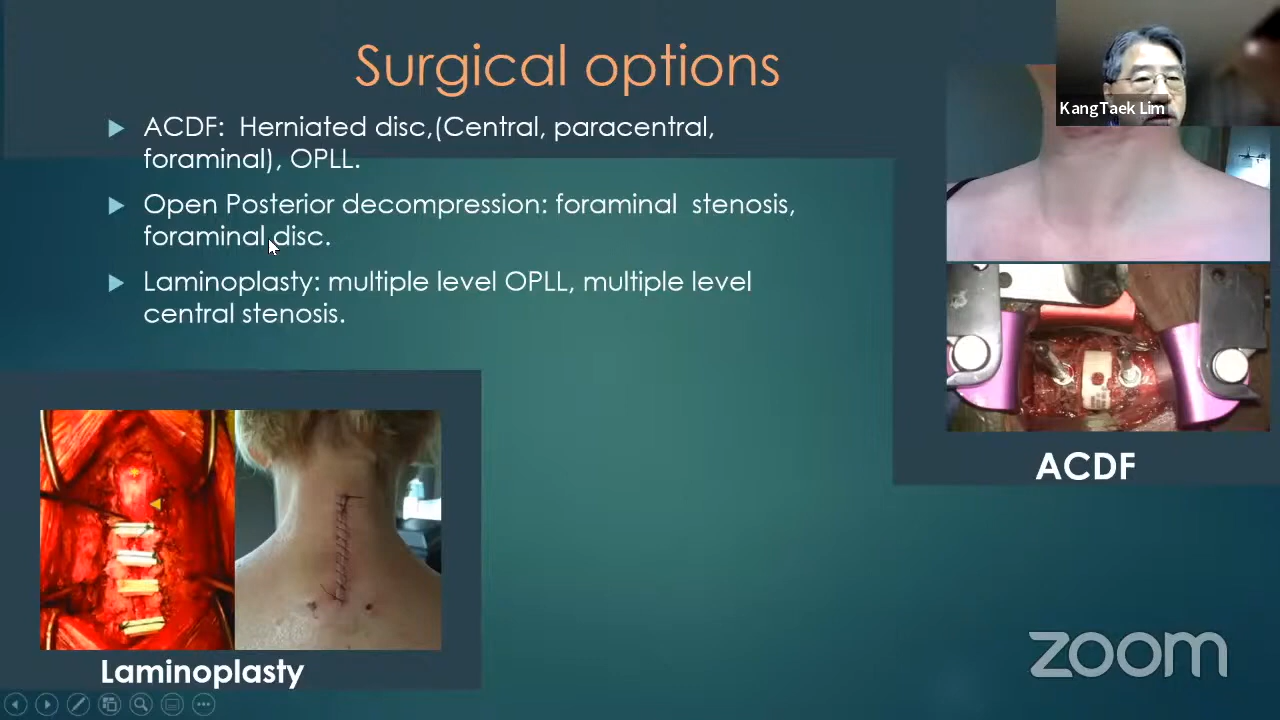 Surgical options
KangTaek Lim
ACDF:  Herniated disc,(Central, paracentral,
foraminal), OPLL.
Open Posterior decompression: foraminal  stenosis,
foraminal disc.
Laminoplasty: multiple level OPLL, multiple level
central stenosis.
ACDF
Laminoplasty
zoom